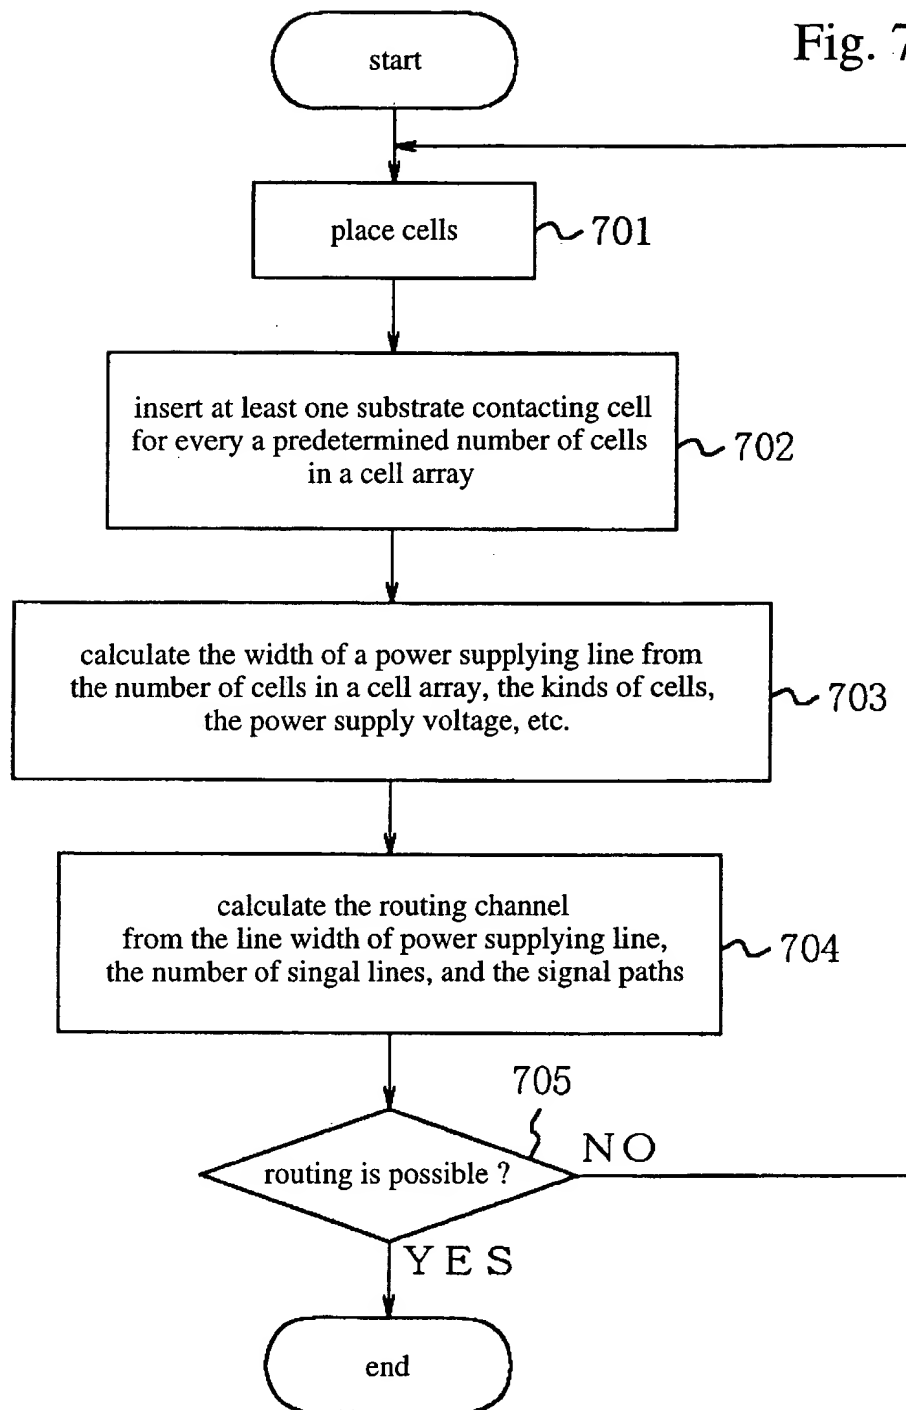 Fig. 7
start
place cells
701
insert at least one substrate contacting cell
for every a predetermined number of cells
in a cell array
702
calculate the width of a power supplying line from
the number of cells in a cell array, the kinds of cells,
the power supply voltage, etc.
703
calculate the routing channel
from the line width of power supplying line,
the number of singal lines, and the signal paths
704
705
routing is possible ?
NO
YES
end